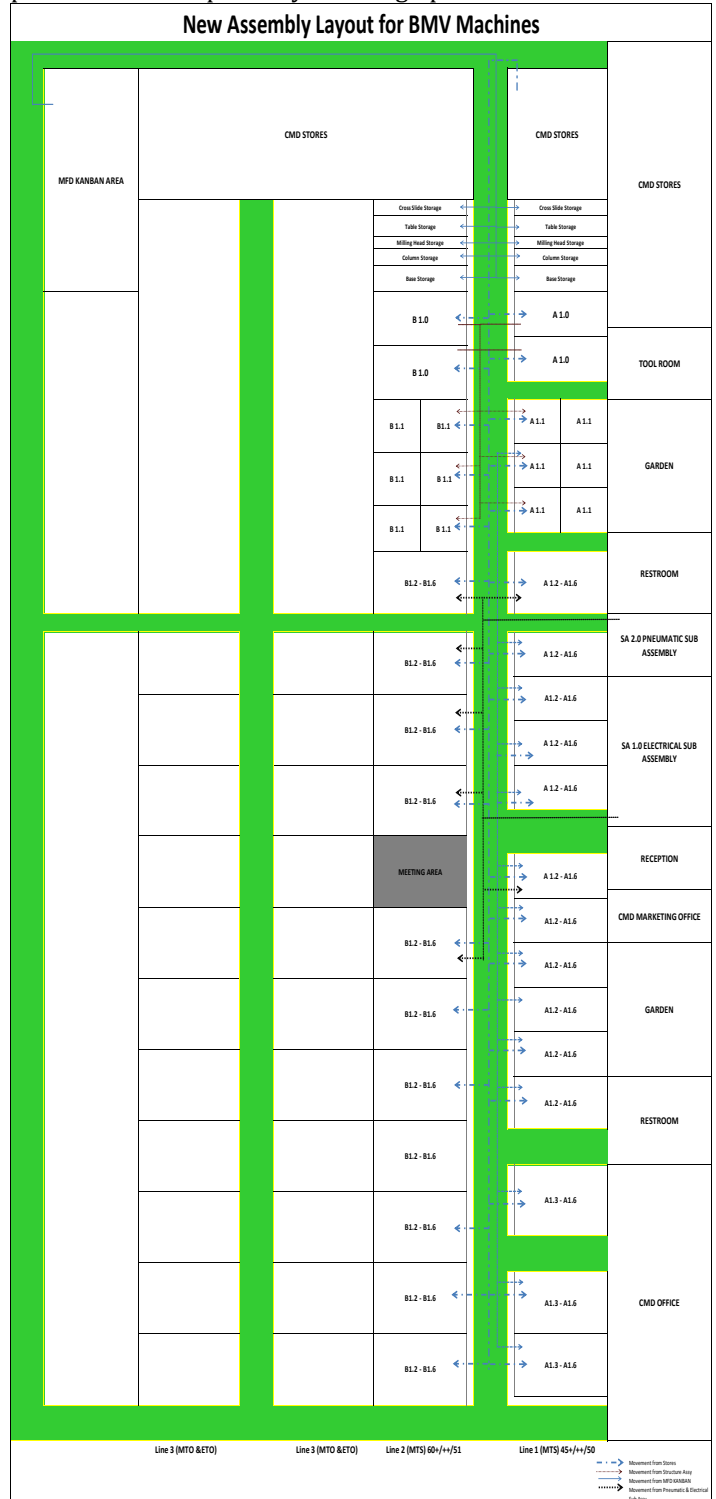 New Assembly Layout for BMV Machines
CMD STORES
CMD STORES
MFD KANBAN AREA
CMD STORES
Cross Slide Storage
Cross Slide Storage
Table Storage
Table Storage
Milling Head Storage
Milling Head Storage
Column Storage
Column Storage
Base Storage
Base Storage
B 1.0
A 1.0
B 1.0
A 1.0
TOOL ROOM
B 1.1
B1.1
A 1.1
A 1.1
B 1.1
B 1.1
A 1.1
A 1.1
GARDEN
B 1.1
B 1.1
A 1.1
A 1.1
B1.2 - B1.6
A 1.2 - A1.6
RESTROOM
B1.2 - B1.6
A 1.2 - A1.6
SA 2.0 PNEUMATIC SUB
ASSEMBLY
B1.2 - B1.6
A1.2 - A1.6
A 1.2 - A1.6
SA 1.0 ELECTRICAL SUB
ASSEMBLY
B1.2 - B1.6
A 1.2 - A1.6
MEETING AREA
A 1.2 - A1.6
RECEPTION
B1.2 - B1.6
A1.2 - A1.6
CMD MARKETING OFFICE
A1.2 - A1.6
B1.2 - B1.6
A1.2 - A1.6
GARDEN
B1.2 - B1.6
A1.2 - A1.6
A1.2 - A1.6
B1.2 - B1.6
RESTROOM
B1.2 - B1.6
A1.3 - A1.6
B1.2 - B1.6
A1.3 - A1.6
CMD OFFICE
B1.2 - B1.6
A1.3 - A1.6
Line 3 (MTO &ETO)
Line 3 (MTO &ETO)
Line 2 (MTS) 60+/++/51
Line 1 (MTS) 45+/++/50
Movement from Stores
Movement from Structure Assy
Movement from MFD KANBAN
Movement from Pneumatic & Electrical